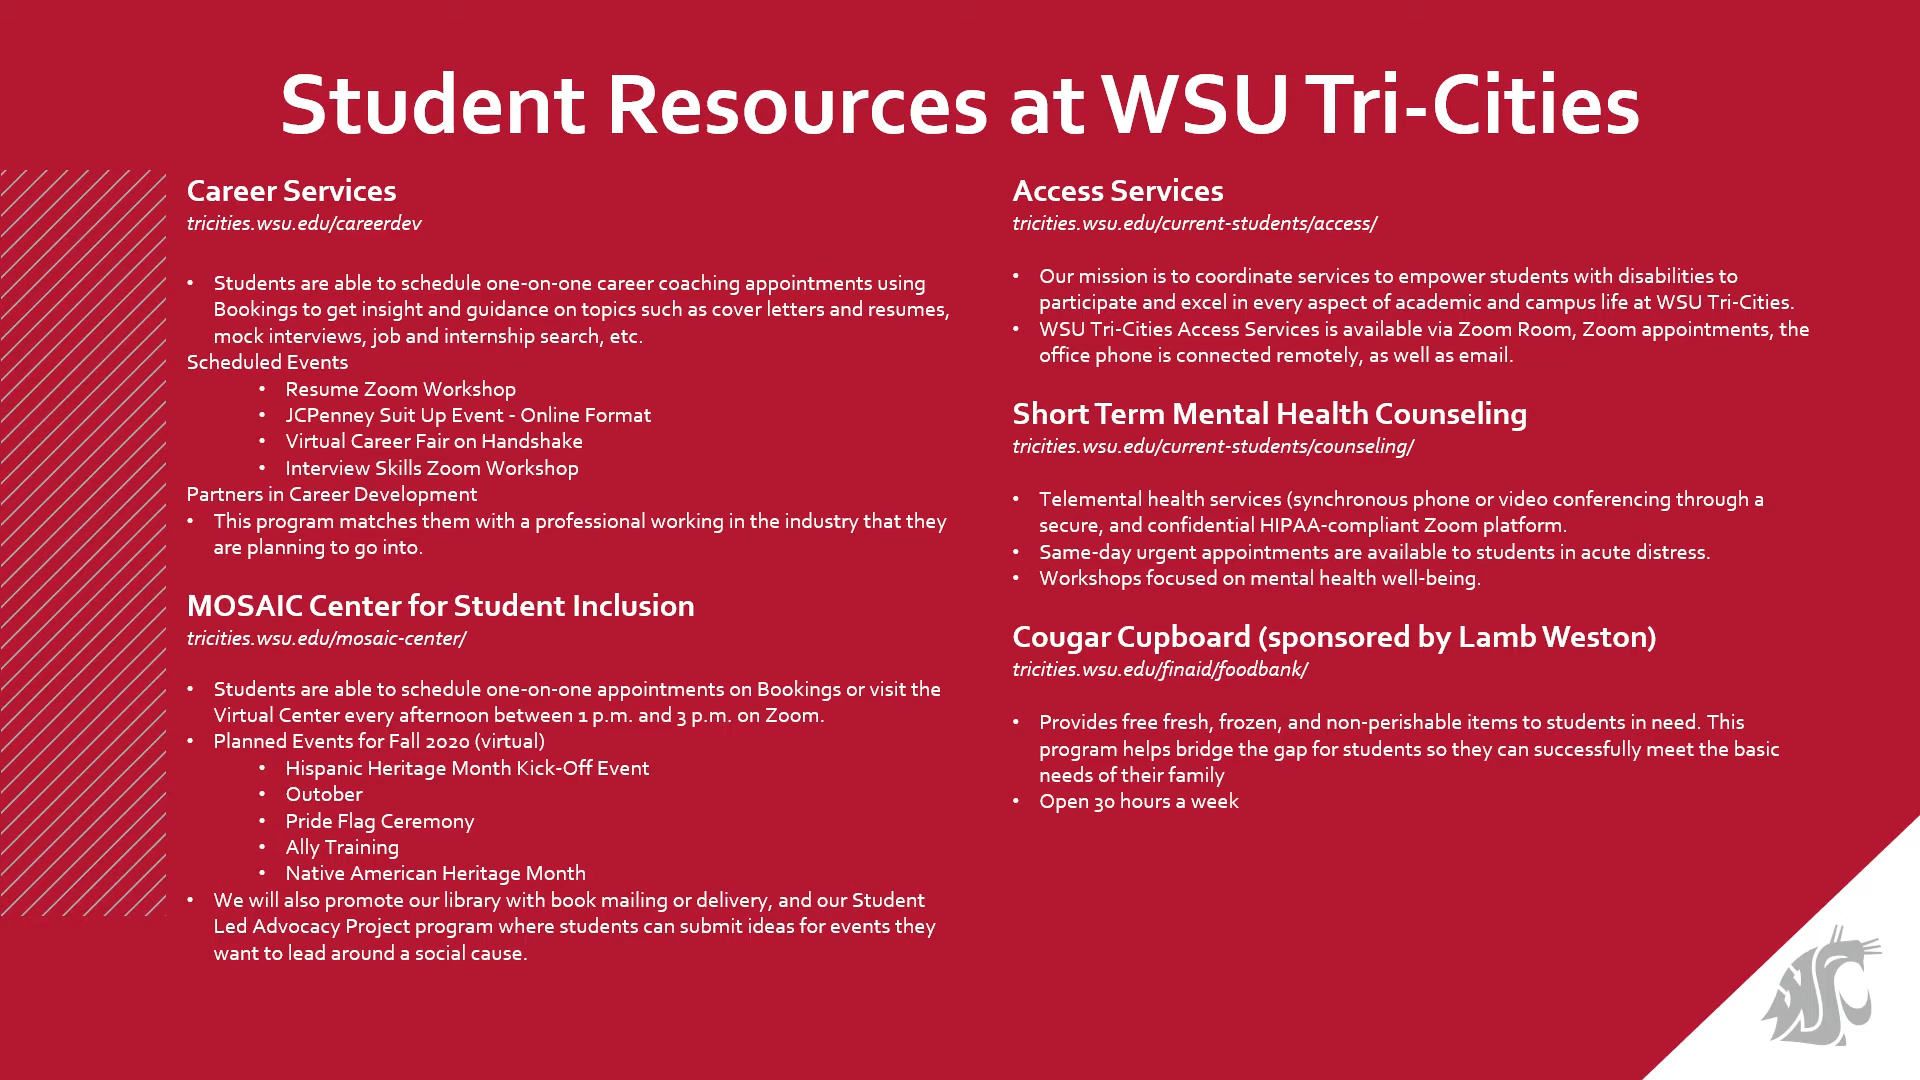 Student Resources at WSU Tri-Cities
Career Services
tricities.wsu.edu/careerdev
• Students are able to schedule one-on-one career coaching appointments using
Bookings to get insight and guidance on topics such as cover letters and resumes,
mock interviews, job and internship search, etc.
Scheduled Events
• Resume Zoom Workshop
• JCPenney Suit Up Event - Online Format
• Virtual Career Fair on Handshake
• Interview Skills Zoom Workshop
Partners in Career Development
• This program matches them with a professional working in the industry that they
are planning to go into.
MOSAIC Center for Student Inclusion
tricities.wsu.edu/mosaic-center/
• Students are able to schedule one-on-one appointments on Bookings or visit the
Virtual Center every afternoon between 1 p.m. and 3 p.m. on Zoom.
• Planned Events for Fall 2020 (virtual)
• Hispanic Heritage Month Kick-Off Event
• Outober
• Pride Flag Ceremony
• Ally Training
• Native American Heritage Month
• We will also promote our library with book mailing or delivery, and our Student
Led Advocacy Project program where students can submit ideas for events they
want to lead around a social cause.
Access Services
tricities.wsu.edu/current-students/access/
• Our mission is to coordinate services to empower students with disabilities to
participate and excel in every aspect of academic and campus life at WSU Tri-Cities.
• WSU Tri-Cities Access Services is available via Zoom Room, Zoom appointments, the
office phone is connected remotely, as well as email.
Short Term Mental Health Counseling
tricities.wsu.edu/current-students/counseling/
• Telemental health services (synchronous phone or video conferencing through a
secure, and confidential HIPAA-compliant Zoom platform.
• Same-day urgent appointments are available to students in acute distress.
• Workshops focused on mental health well-being.
Cougar Cupboard (sponsored by Lamb Weston)
tricities.wsu.edu/finaid/foodbank/
• Provides free fresh, frozen, and non-perishable items to students in need. This
program helps bridge the gap for students so they can successfully meet the basic
needs of their family
• Open 30 hours a week
WSC